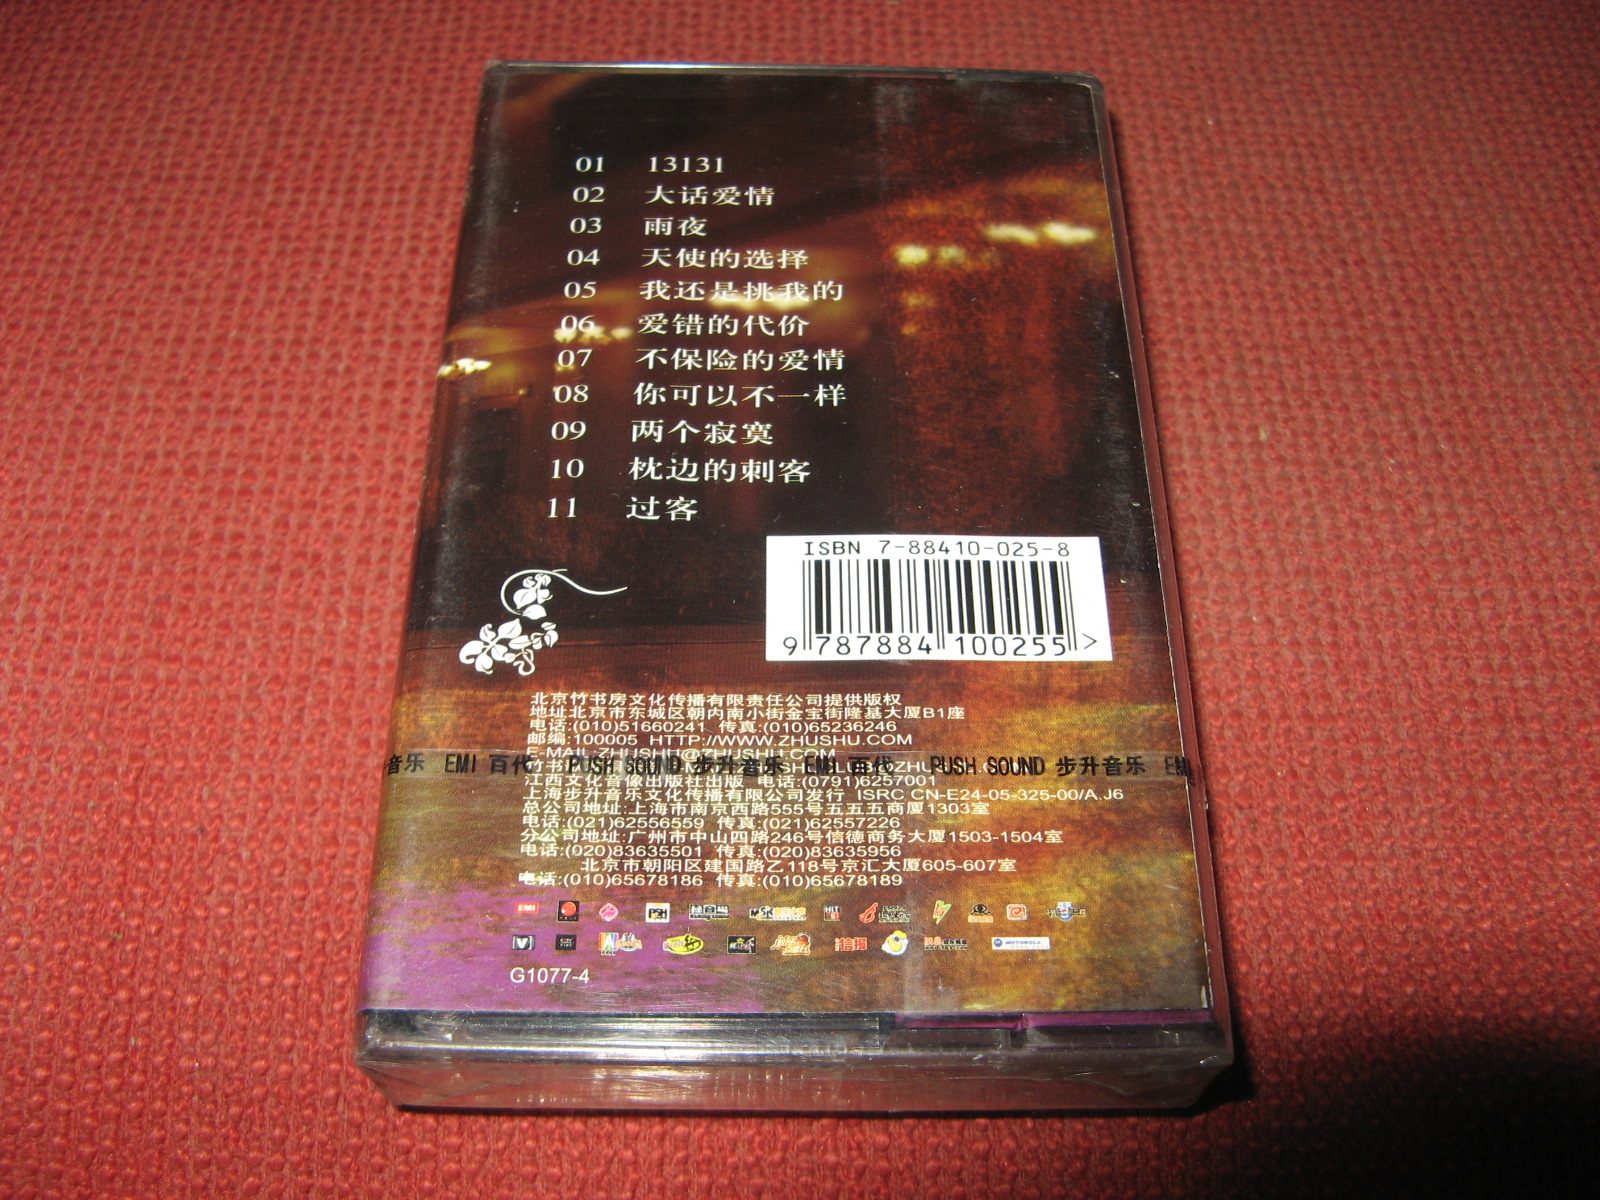 01 13131
02 大话爱情
03 雨夜
04 天使的选择
05 我还是挑我的
06 爱错的代价
07 不保险的爱情
08 你可以不一样
09 两个寂寞
10 枕边的刺客
11 过客
ISBN 7-88410-025-8
9 787884 100255 >
北京竹书房文化传播有限责任公司提供版权
地址北京市东城区朝内南小街金宝街隆基大厦B1座
电话:(010)51660241 传真:(010)65236246
邮编:100005 HTTP://WWW.ZHUSHU.COM
E-MAIL:ZHUSHU@ZHUSHU.COM
音乐 EMI 百代 PUSH SOUND 步升音乐 EMI 百代 PUSH SOUND 步升音乐 EMI
江西文化音像出版社出版 电话:(0791)6257001
上海步升音乐文化传播有限公司发行 ISRC CN-E24-05-325-00/A.J6
总公司地址:上海市南京西路555号五五五商厦1303室
电话:(021)62556559 传真:(021)62557226
分公司地址:广州市中山四路246号信德商务大厦1503-1504室
电话:(020)83635501 传真:(020)83635956
北京市朝阳区建国路乙118号京汇大厦605-607室
电话:(010)65678186 传真:(010)65678189
EMI
HIT
MOTOROLA
G1077-4